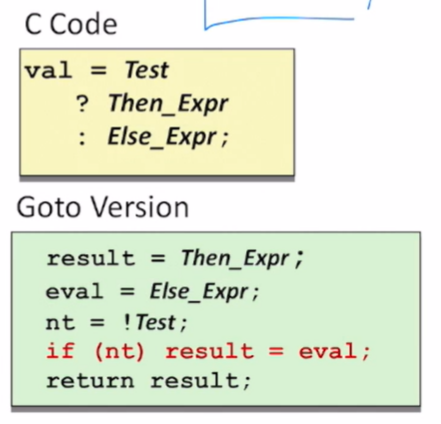 C Code
val = Test
? Then_Expr
: Else_Expr;
Goto Version
result = Then_Expr;
eval = Else_Expr;
nt = !Test;
if (nt) result = eval;
return result;